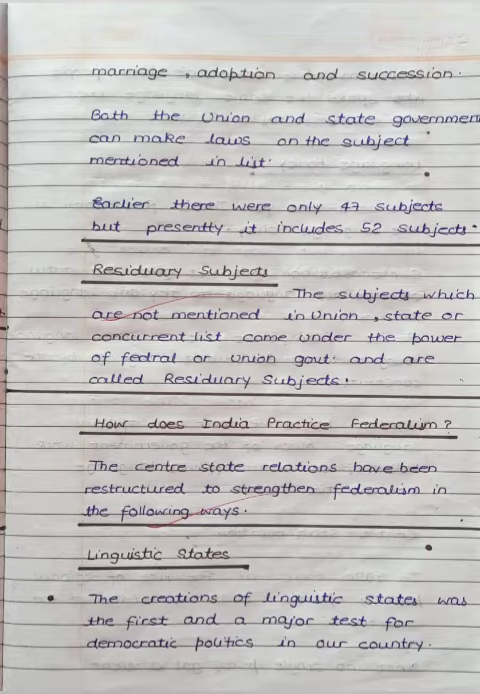 marriage , adoption and succession.
Both the Union and state government
can make laws on the subject
mentioned in list.
Earlier there were only 47 subjects
but presently it includes 52 subjects.
Residuary Subjects
The subjects which
are not mentioned in Union , state or
concurrent list come under the power
of fedral or Union govt. and are
called Residuary Subjects.
How does India Practice Federalism?
The centre state relations have been
restructured to strengthen federalism in
the following ways.
Linguistic States
• The creations of linguistic states was
the first and a major test for
democratic politics in our country.